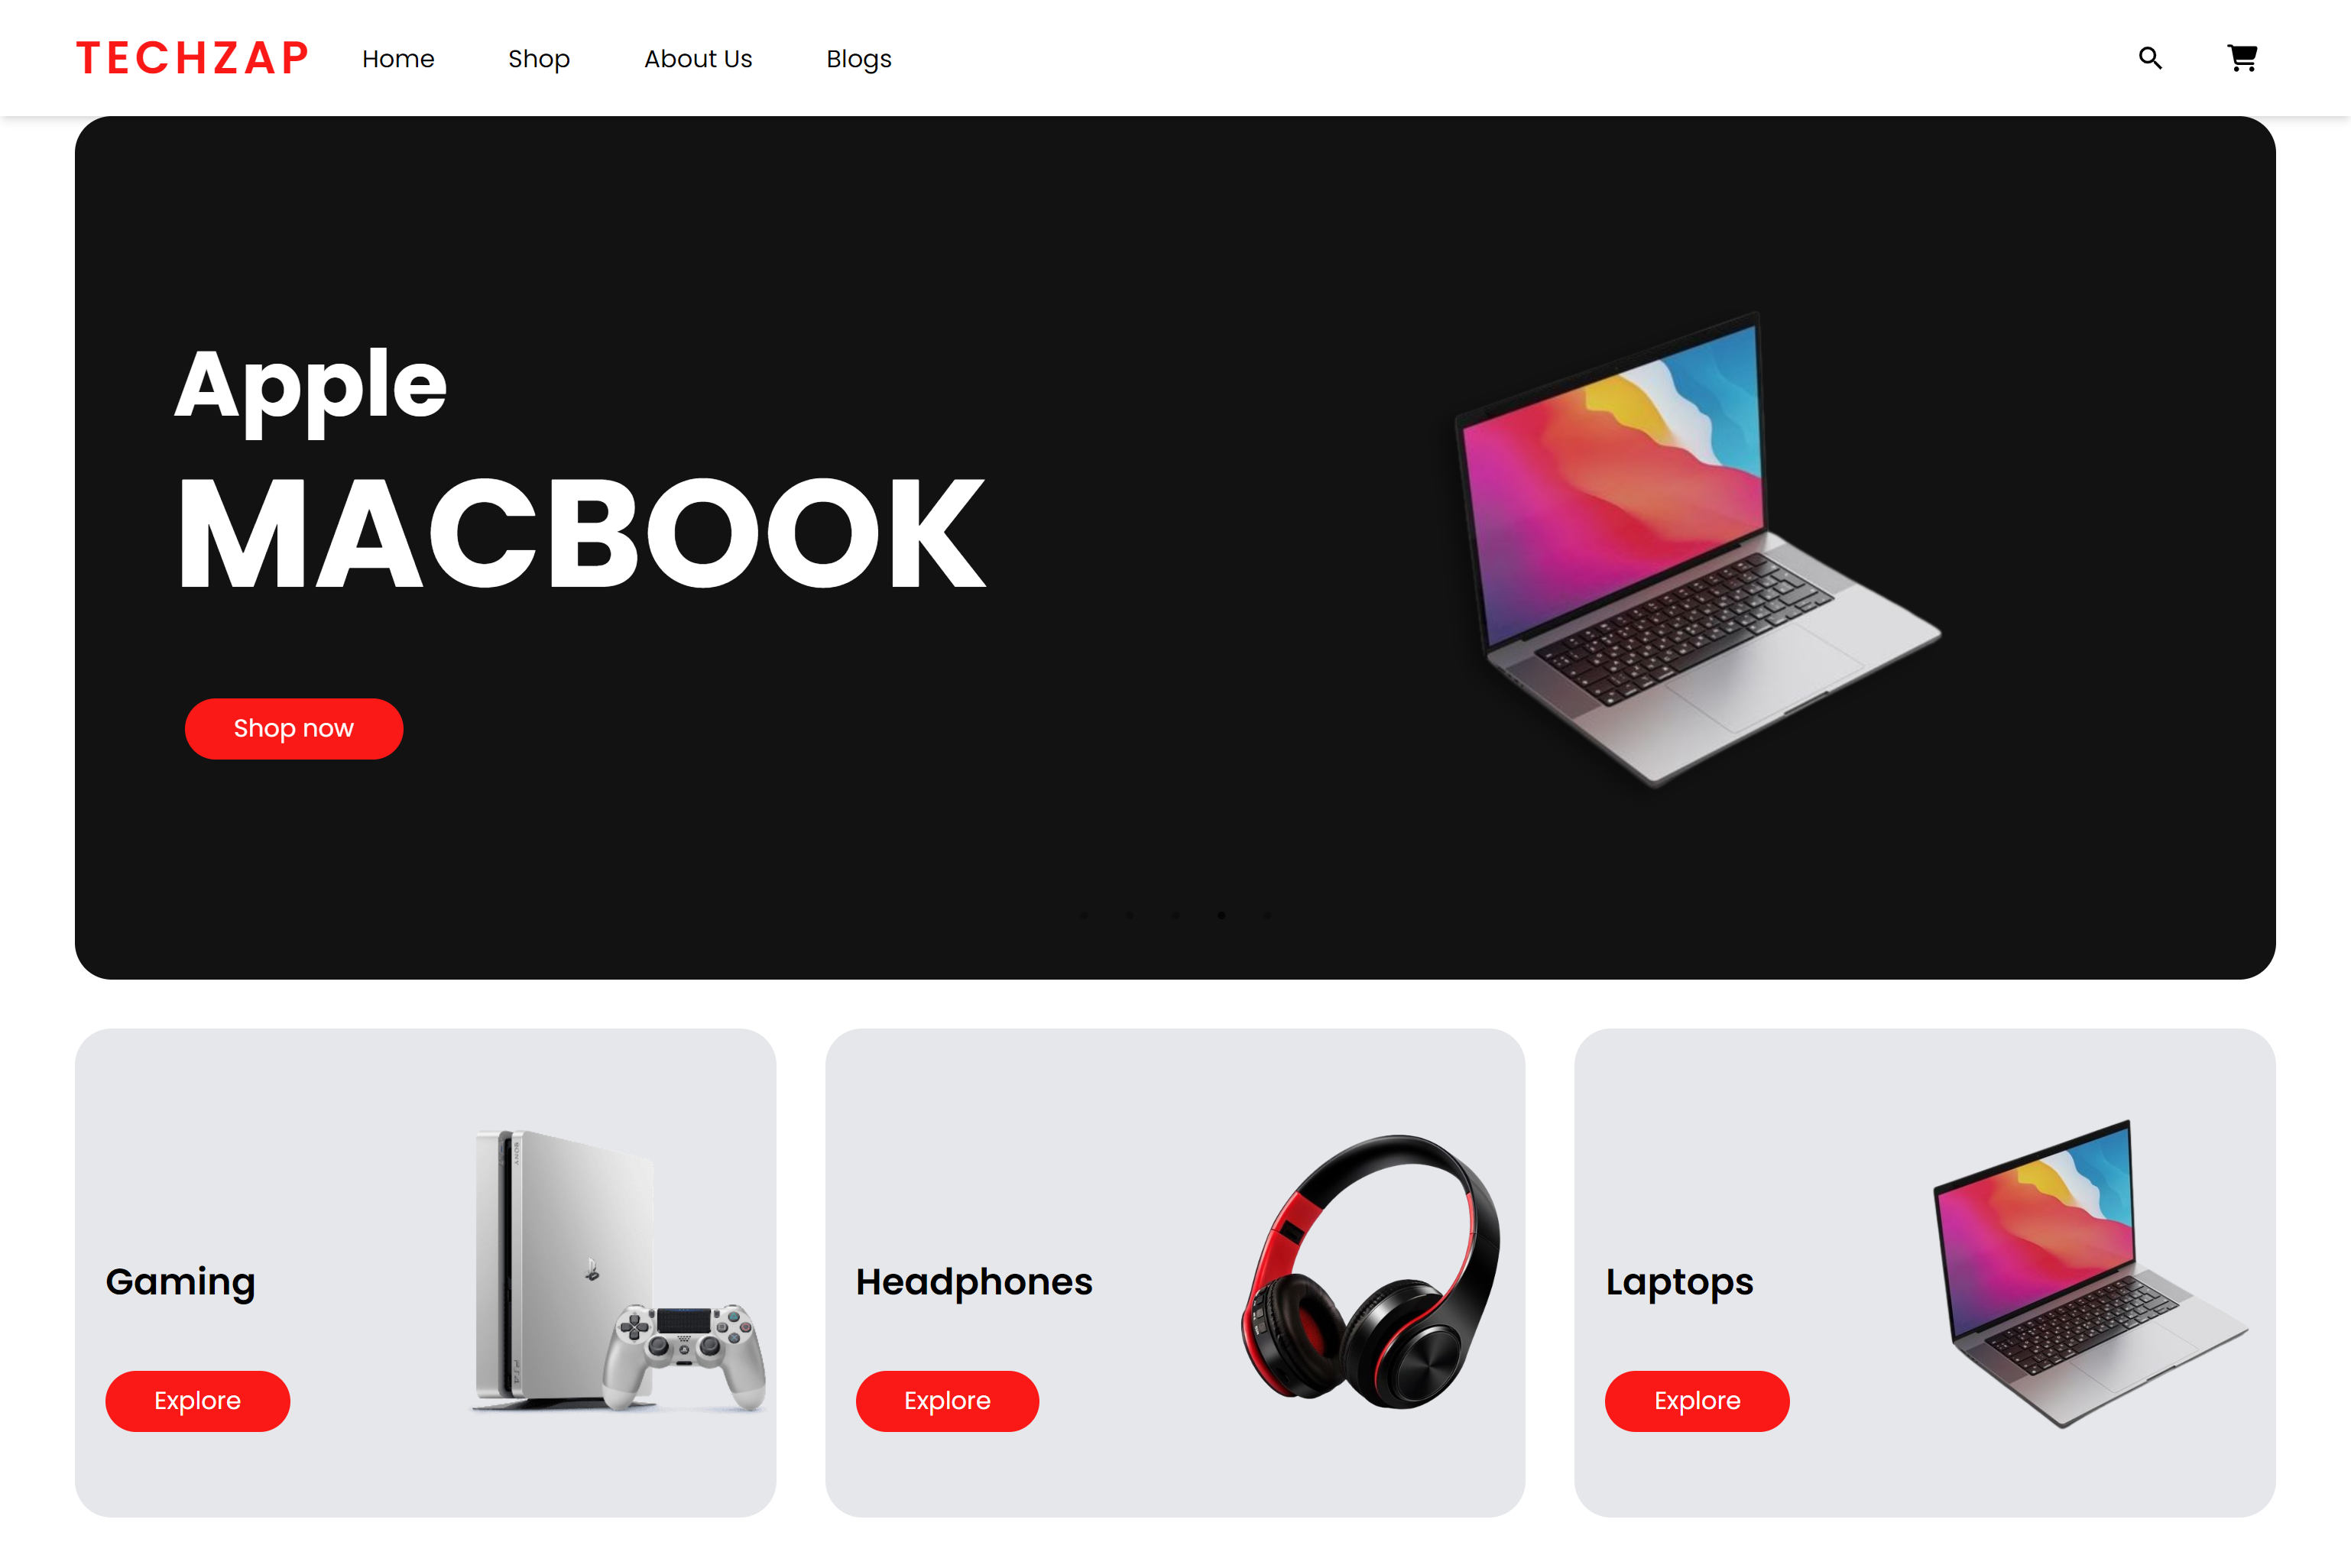 TECHZAP Home Shop About Us Blogs
Apple
MACBOOK
Shop now
Gaming
Explore
Headphones
Explore
Laptops
Explore